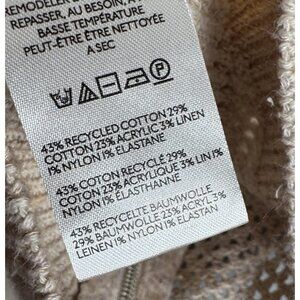 REMODELER
REPASSER, AU BESOIN, À
BASSE TEMPÉRATURE
PEUT-ÊTRE ÊTRE NETTOYÉE
A SEC
P
43% RECYCLED COTTON 29%
COTTON 23% ACRYLIC 3% LINEN
1% NYLON 1% ELASTANE
43% COTON RECYCLÉ 29%
COTON 23% ACRYLIQUE 3% LIN 1%
NYLON 1% ÉLASTHANNE
43% RECYCELTE BAUMWOLLE
29% BAUMWOLLE 23% ACRYL 3%
LEINEN 1% NYLON 1% ELASTAN